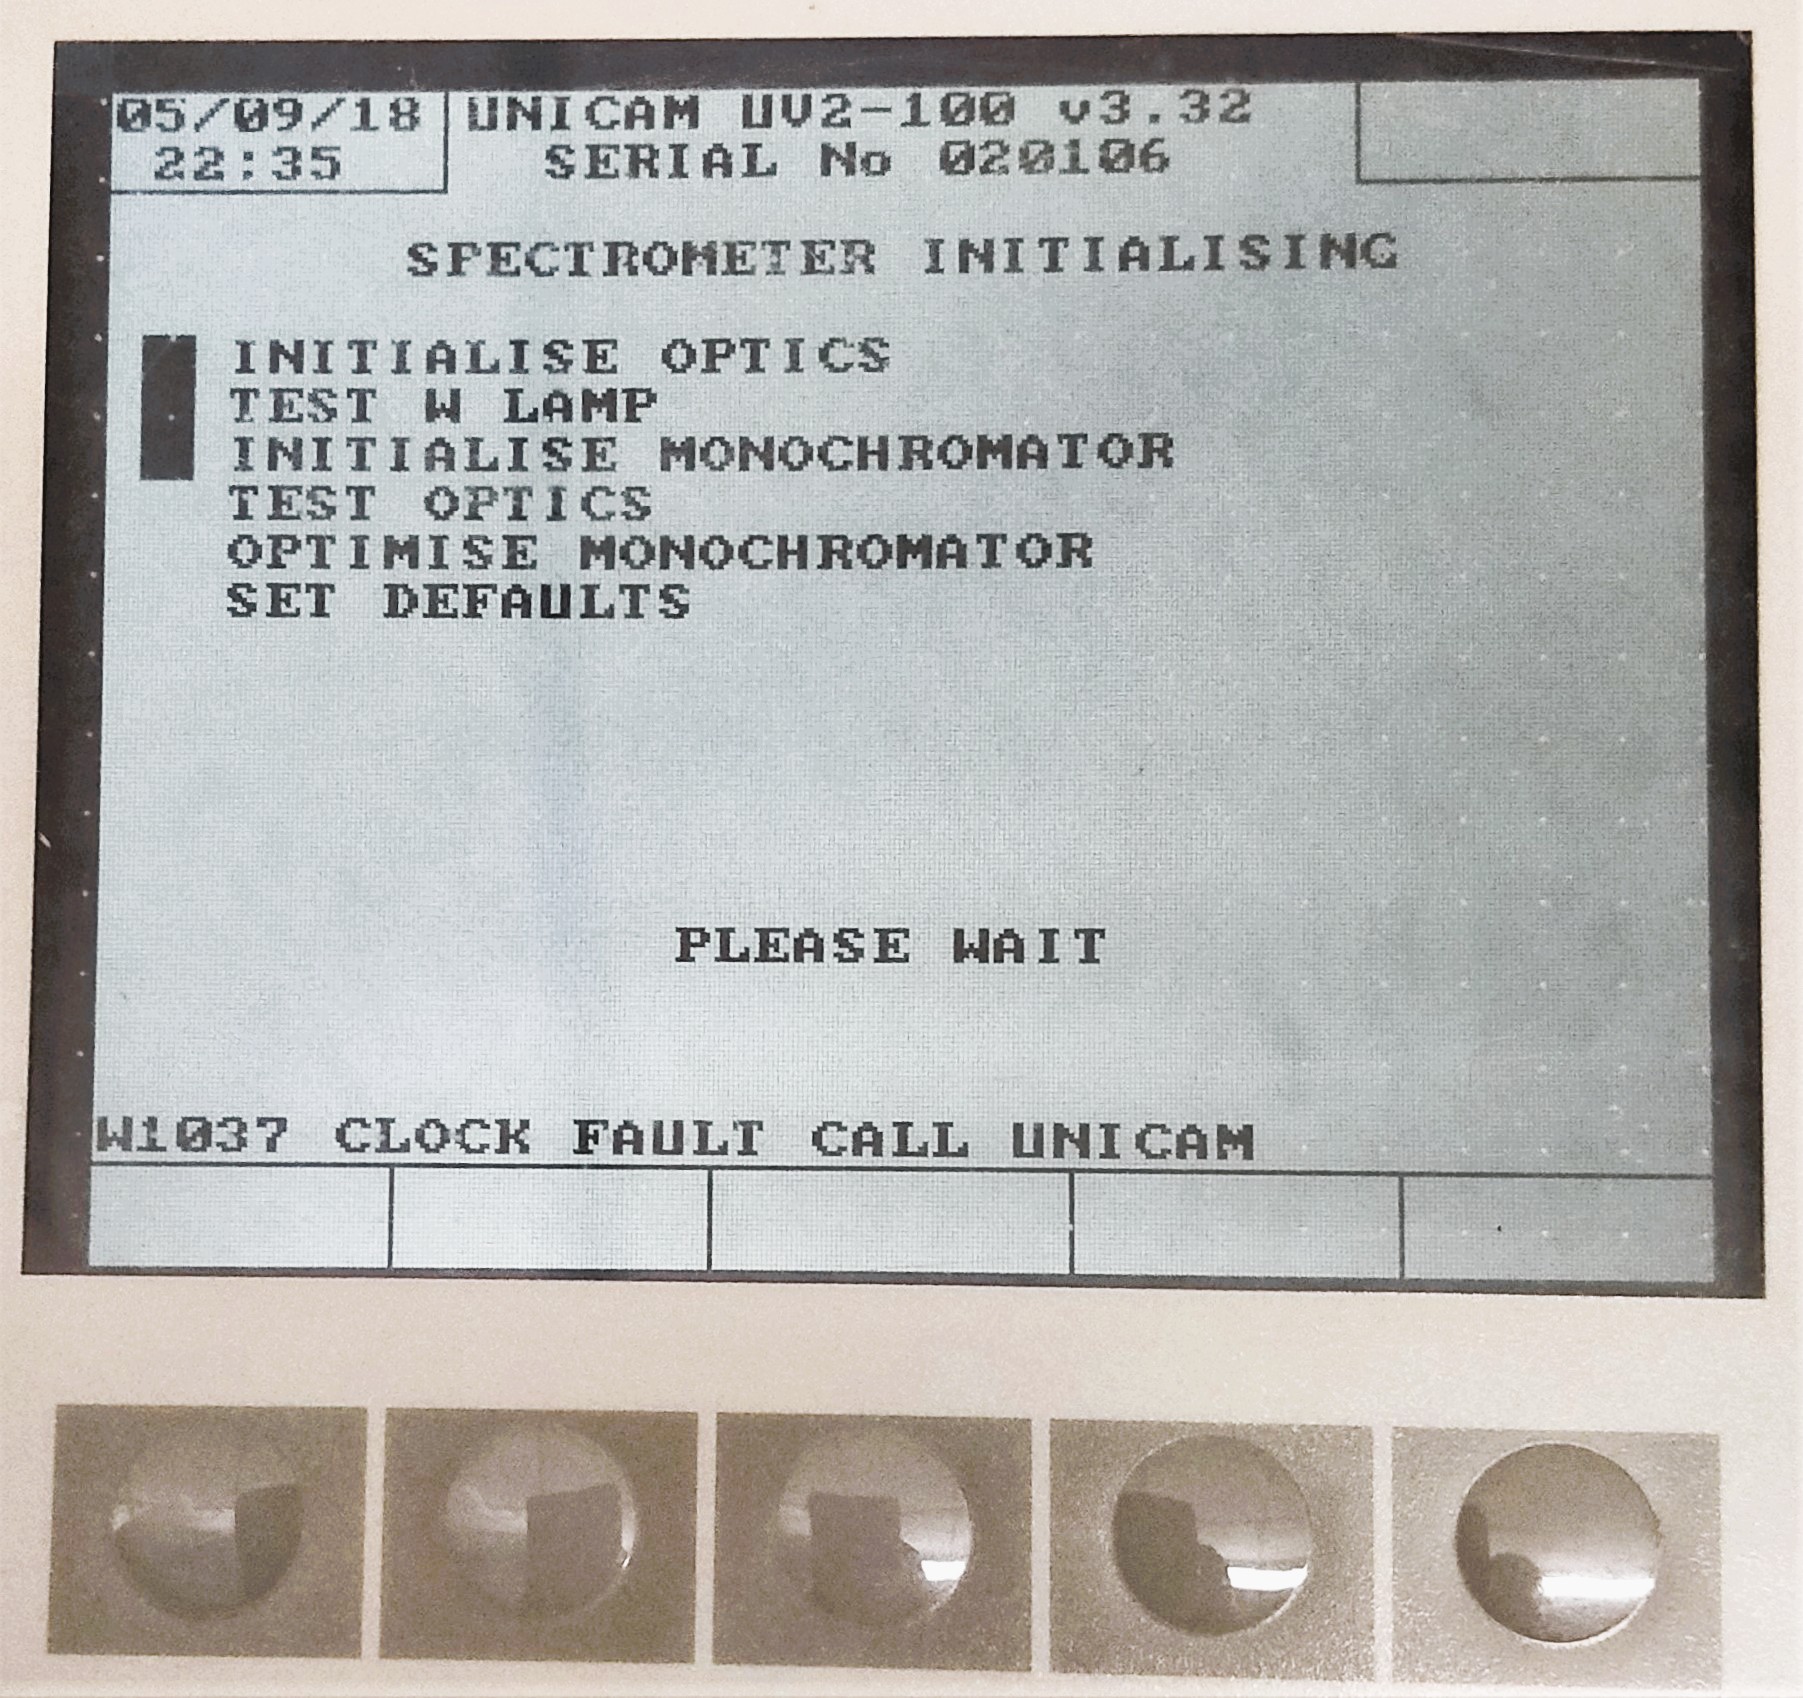 05/09/18
22:35
UNICAM UV2-100 v3.32
SERIAL No 020106
SPECTROMETER INITIALISING
INITIALISE OPTICS
TEST W LAMP
INITIALISE MONOCHROMATOR
TEST OPTICS
OPTIMISE MONOCHROMATOR
SET DEFAULTS
PLEASE WAIT
W1037 CLOCK FAULT CALL UNICAM